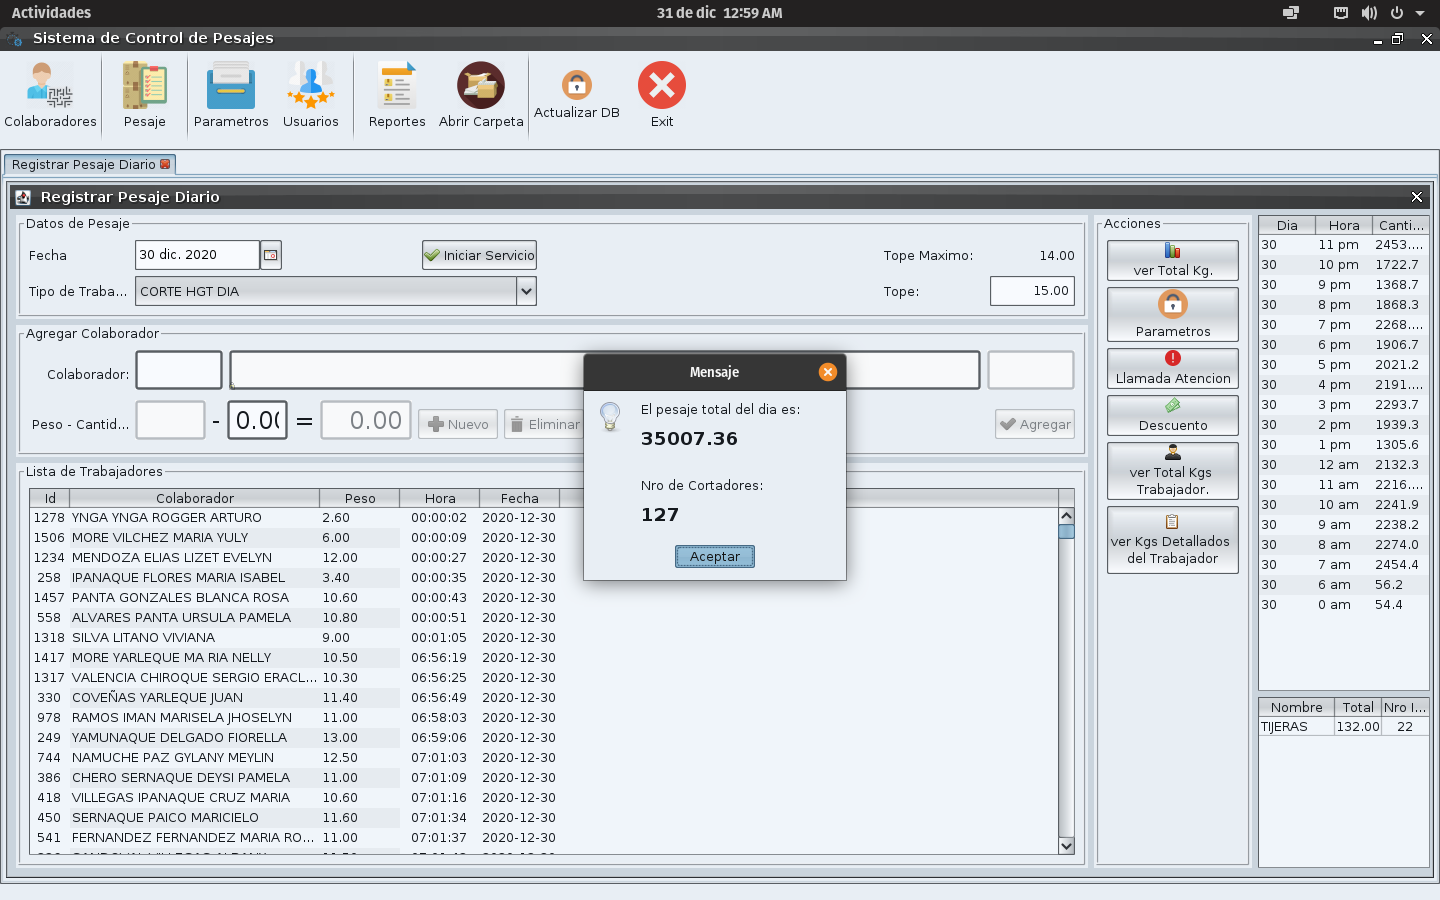 Actividades
31 de dic 12:59 AM
Sistema de Control de Pesajes
Colaboradores
Pesaje
Parametros
Usuarios
Reportes
Abrir Carpeta
Actualizar DB
Exit
Registrar Pesaje Diario
Registrar Pesaje Diario
Datos de Pesaje
Fecha
30 dic. 2020
Iniciar Servicio
Tope Maximo:
14.00
Tipo de Traba...
CORTE HGT DIA
Tope:
15.00
Agregar Colaborador
Colaborador:
Peso - Cantid...
-
0.00
=
0.00
Nuevo
Eliminar
Agregar
Lista de Trabajadores
Id Colaborador Peso Hora Fecha
1278 YNGA YNGA ROGGER ARTURO 2.60 00:00:02 2020-12-30
1506 MORE VILCHEZ MARIA YULY 6.00 00:00:09 2020-12-30
1234 MENDOZA ELIAS LIZET EVELYN 12.00 00:00:27 2020-12-30
258 IPANAQUE FLORES MARIA ISABEL 3.40 00:00:35 2020-12-30
1457 PANTA GONZALES BLANCA ROSA 10.60 00:00:43 2020-12-30
558 ALVARES PANTA URSULA PAMELA 10.80 00:00:51 2020-12-30
1318 SILVA LITANO VIVIANA 9.00 00:01:05 2020-12-30
1417 MORE YARLEQUE MA RIA NELLY 10.50 06:56:19 2020-12-30
1317 VALENCIA CHIROQUE SERGIO ERACL... 10.30 06:56:25 2020-12-30
330 COVEÑAS YARLEQUE JUAN 11.40 06:56:49 2020-12-30
978 RAMOS IMAN MARISELA JHOSELYN 11.00 06:58:03 2020-12-30
249 YAMUNAQUE DELGADO FIORELLA 13.00 06:59:06 2020-12-30
744 NAMUCHE PAZ GYLANY MEYLIN 12.50 07:01:03 2020-12-30
386 CHERO SERNAQUE DEYSI PAMELA 11.00 07:01:09 2020-12-30
418 VILLEGAS IPANAQUE CRUZ MARIA 10.60 07:01:16 2020-12-30
450 SERNAQUE PAICO MARICIELO 11.60 07:01:34 2020-12-30
541 FERNANDEZ FERNANDEZ MARIA RO... 11.00 07:01:37 2020-12-30
Mensaje
El pesaje total del dia es:
35007.36
Nro de Cortadores:
127
Aceptar
Acciones
ver Total Kg.
Parametros
Llamada Atencion
Descuento
ver Total Kgs
Trabajador.
ver Kgs Detallados
del Trabajador
Dia Hora Canti...
30 11 pm 2453....
30 10 pm 1722.7
30 9 pm 1368.7
30 8 pm 1868.3
30 7 pm 2268....
30 6 pm 1906.7
30 5 pm 2021.2
30 4 pm 2191....
30 3 pm 2293.7
30 2 pm 1939.3
30 1 pm 1305.6
30 12 am 2132.3
30 11 am 2216....
30 10 am 2241.9
30 9 am 2238.2
30 8 am 2274.0
30 7 am 2454.4
30 6 am 56.2
30 0 am 54.4
Nombre Total Nro I...
TIJERAS 132.00 22